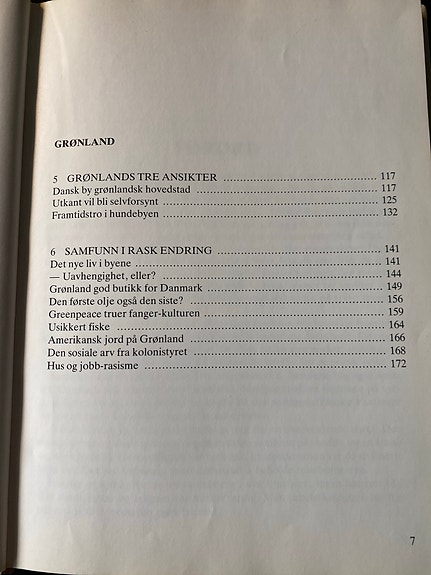 GRØNLAND
5 GRØNLANDS TRE ANSIKTER ........................................ 117
Dansk by grønlandsk hovedstad ............................................. 117
Utkant vil bli selvforsynt ...................................................... 125
Framtidstro i hundebyen ...................................................... 132
6 SAMFUNN I RASK ENDRING .......................................... 141
Det nye liv i byene ............................................................... 141
— Uavhengighet, eller? ......................................................... 144
Grønland god butikk for Danmark .......................................... 149
Den første olje også den siste? ................................................ 156
Greenpeace truer fanger-kulturen ........................................... 159
Usikkert fiske ...................................................................... 164
Amerikansk jord på Grønland ................................................ 166
Den sosiale arv fra kolonistyret ............................................... 168
Hus og jobb-rasisme ............................................................. 172
7